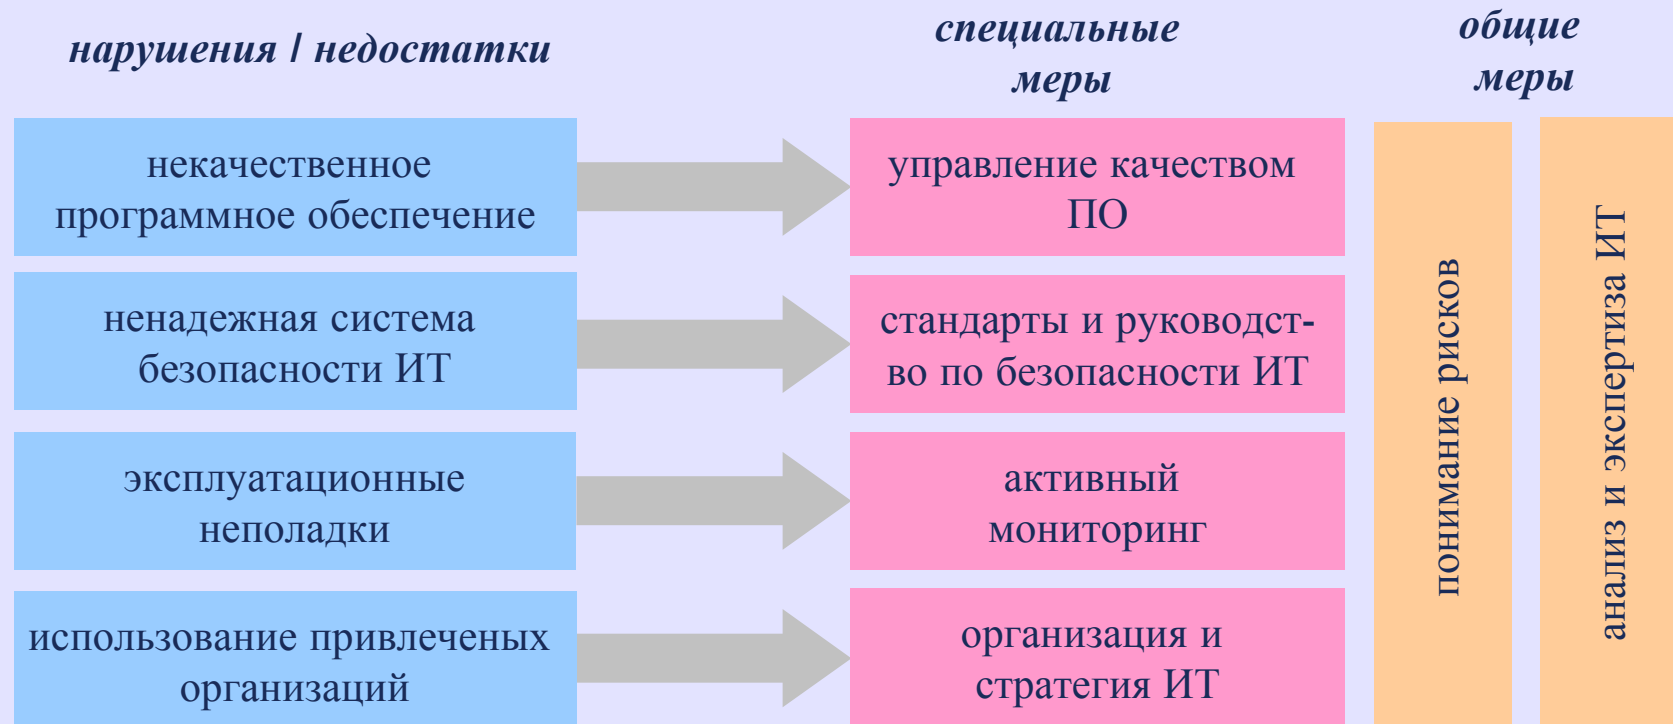 нарушения / недостатки
специальные
меры
общие
меры
некачественное
программное обеспечение
управление качеством
ПО
ненадежная система
безопасности ИТ
стандарты и руководст-
во по безопасности ИТ
эксплуатационные
неполадки
активный
мониторинг
использование привлеченых
организаций
организация и
стратегия ИТ
понимание рисков
анализ и экспертиза ИТ